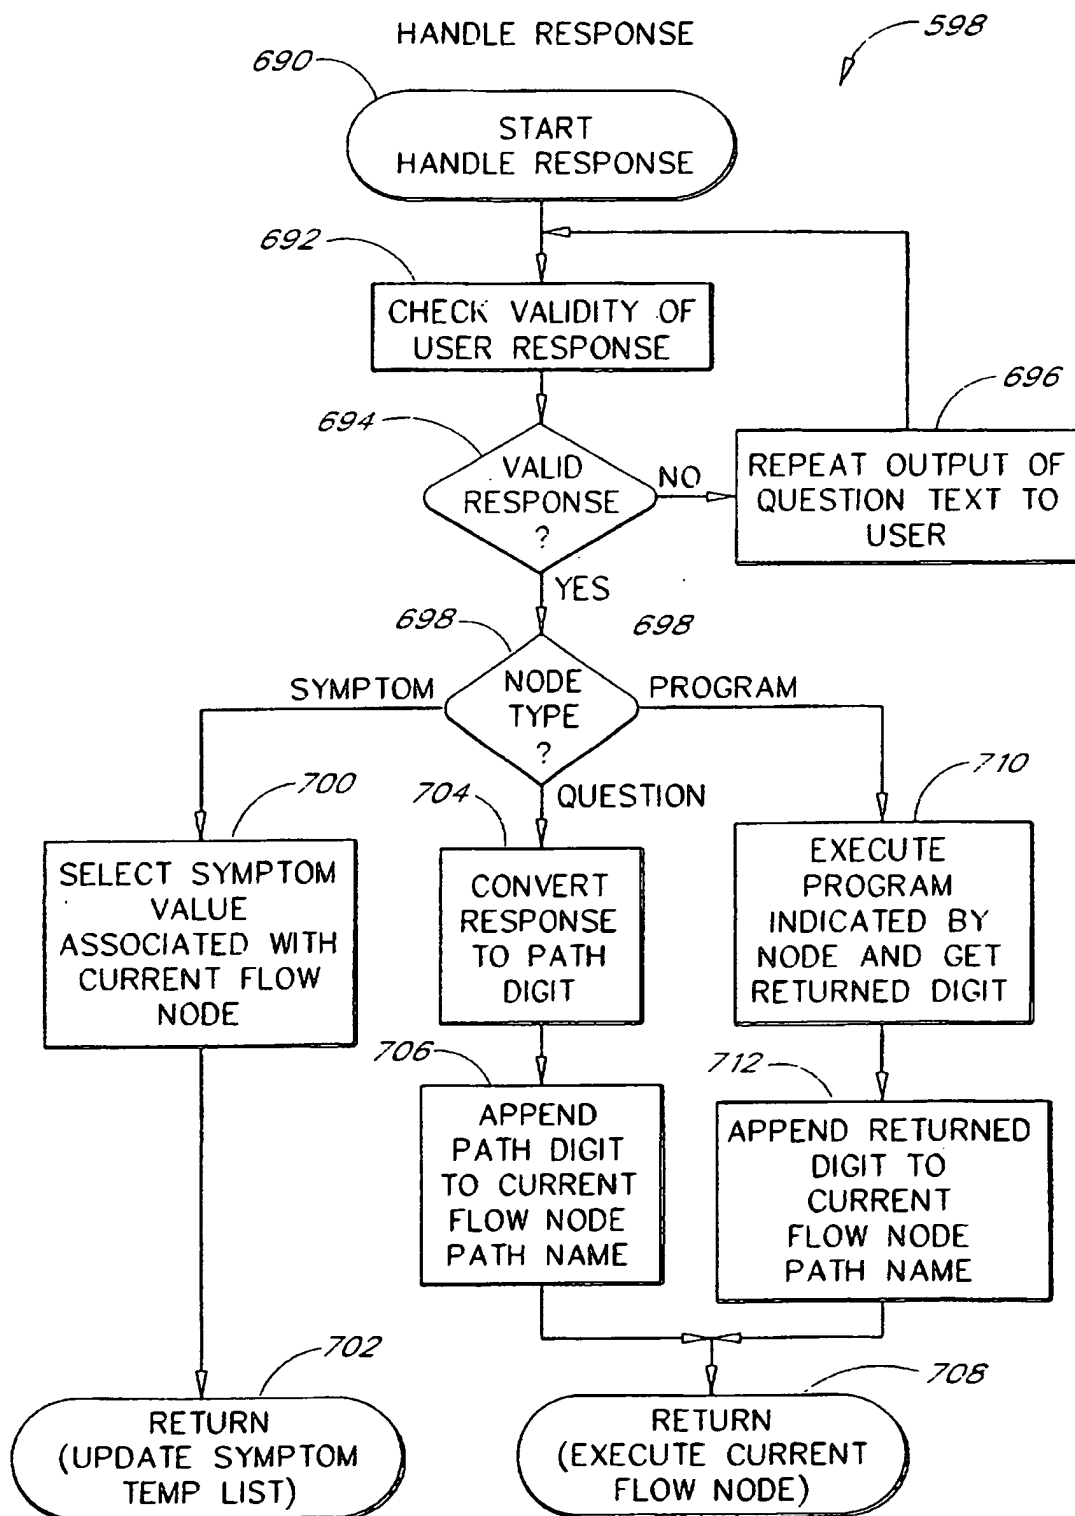 HANDLE RESPONSE
598
690
START
HANDLE RESPONSE
692
CHECK VALIDITY OF
USER RESPONSE
694
VALID
RESPONSE
?
NO
696
REPEAT OUTPUT OF
QUESTION TEXT TO
USER
YES
698
698
NODE
TYPE
?
SYMPTOM
PROGRAM
QUESTION
700
SELECT SYMPTOM
VALUE
ASSOCIATED WITH
CURRENT FLOW
NODE
704
CONVERT
RESPONSE
TO PATH
DIGIT
710
EXECUTE
PROGRAM
INDICATED BY
NODE AND GET
RETURNED DIGIT
706
APPEND
PATH DIGIT
TO CURRENT
FLOW NODE
PATH NAME
712
APPEND RETURNED
DIGIT TO
CURRENT
FLOW NODE
PATH NAME
702
RETURN
(UPDATE SYMPTOM
TEMP LIST)
708
RETURN
(EXECUTE CURRENT
FLOW NODE)